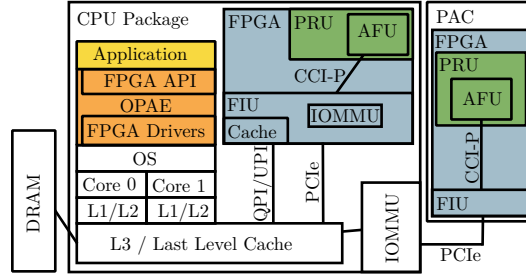 CPU Package
Application
FPGA API
OPAE
FPGA Drivers
OS
Core 0
Core 1
L1/L2
L1/L2
L3 / Last Level Cache
DRAM
FPGA
PRU
AFU
CCI-P
FIU
IOMMU
Cache
QPI/UPI
PCIe
IOMMU
PCIe
PAC
FPGA
PRU
AFU
CCI-P
FIU